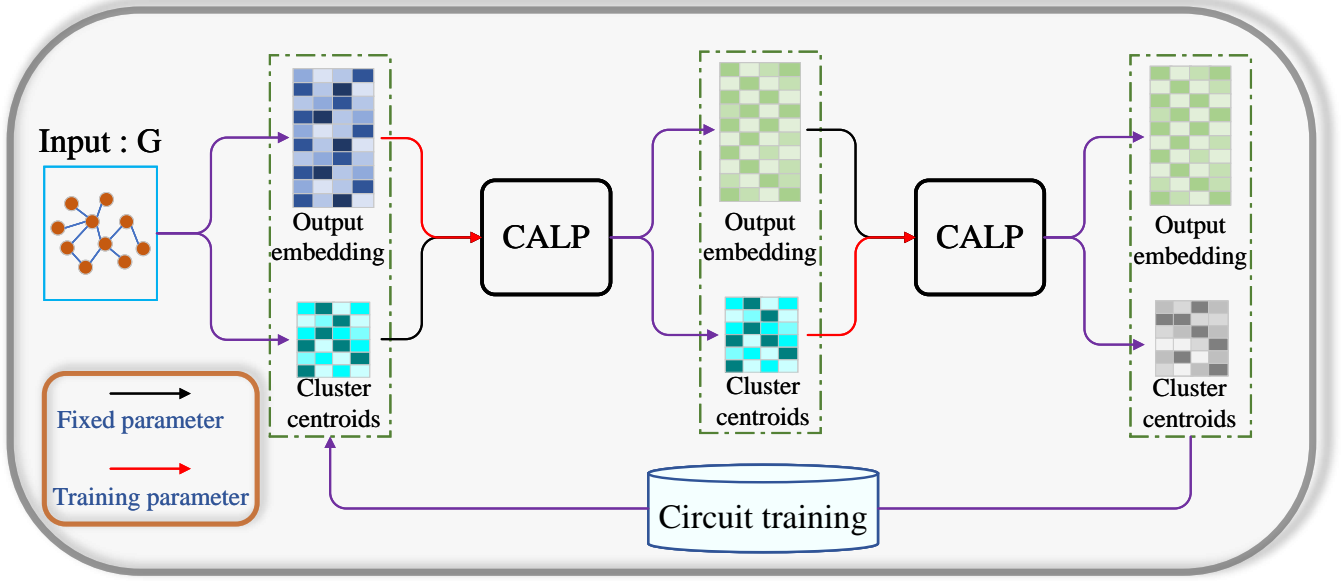 Input : G
Output
embedding
Cluster
centroids
CALP
Output
embedding
Cluster
centroids
CALP
Output
embedding
Cluster
centroids
Fixed parameter
Training parameter
Circuit training